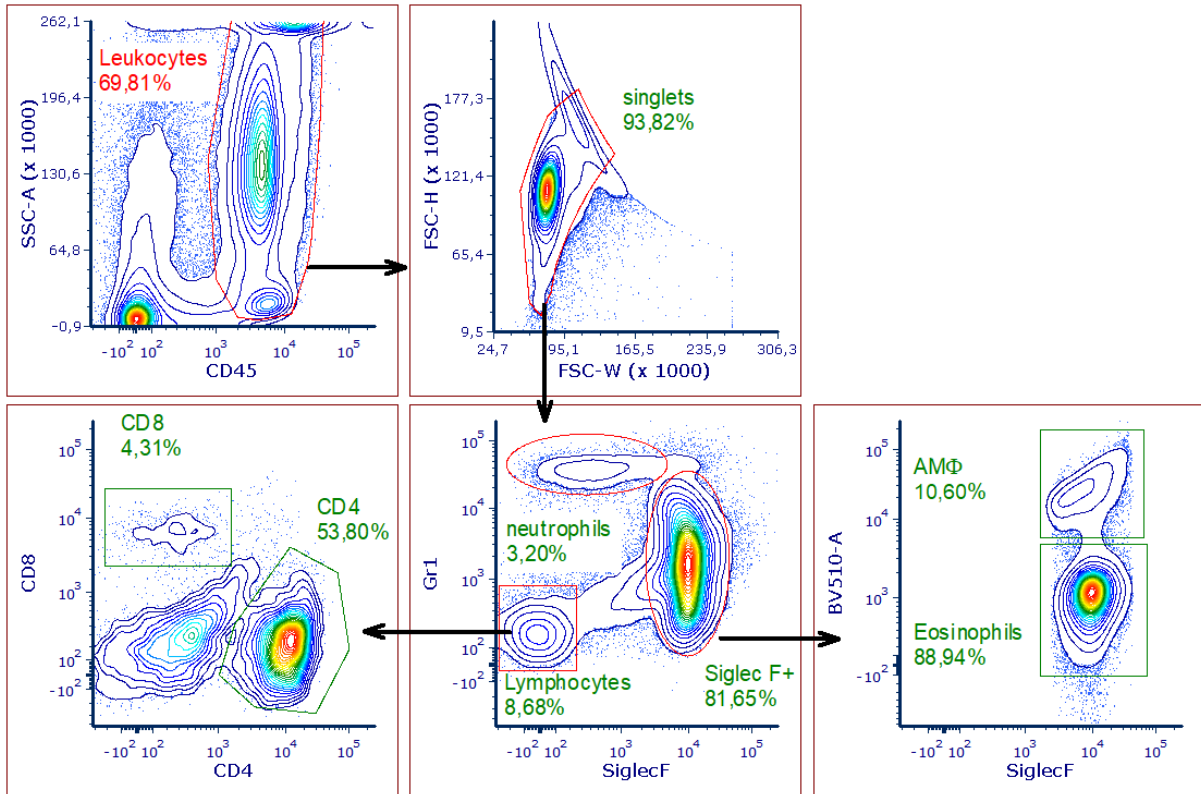 262,1
196,4
130,6
64,8
-0,9
SSC-A (x 1000)
Leukocytes
69,81%
-10² 10² 10³ 10⁴ 10⁵
CD45
177,3
121,4
65,4
9,5
FSC-H (x 1000)
singlets
93,82%
24,7 95,1 165,5 235,9 306,3
FSC-W (x 1000)
CD8
4,31%
CD4
53,80%
10⁵
10⁴
10³
10²
-10²
CD8
-10² 10² 10³ 10⁴ 10⁵
CD4
10⁵
10⁴
10³
10²
-10²
Gr1
neutrophils
3,20%
Lymphocytes
8,68%
Siglec F+
81,65%
-10² 10² 10³ 10⁴ 10⁵
SiglecF
10⁵
10⁴
10³
-10²
BV510-A
AMΦ
10,60%
Eosinophils
88,94%
-10² 10² 10³ 10⁴ 10⁵
SiglecF